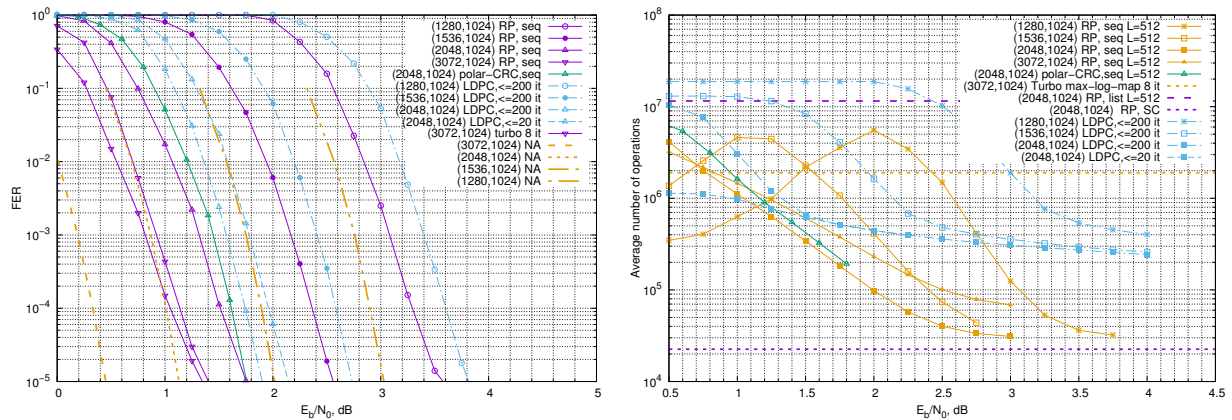 10^0
10^-1
10^-2
10^-3
10^-4
10^-5
FER
0
1
2
3
4
5
E_b/N_0, dB
(1280,1024) RP, seq
(1536,1024) RP, seq
(2048,1024) RP, seq
(3072,1024) RP, seq
(2048,1024) polar-CRC,seq
(1280,1024) LDPC,<=200 it
(1536,1024) LDPC,<=200 it
(2048,1024) LDPC,<=200 it
(2048,1024) LDPC,<=20 it
(3072,1024) turbo 8 it
(3072,1024) NA
(2048,1024) NA
(1536,1024) NA
(1280,1024) NA
10^8
10^7
10^6
10^5
10^4
Average number of operations
0.5
1
1.5
2
2.5
3
3.5
4
4.5
E_b/N_0, dB
(1280,1024) RP, seq L=512
(1536,1024) RP, seq L=512
(2048,1024) RP, seq L=512
(3072,1024) RP, seq L=512
(2048,1024) polar-CRC,seq L=512
(3072,1024) Turbo max-log-map 8 it
(2048,1024) RP, list L=512
(2048,1024) RP, SC
(1280,1024) LDPC,<=200 it
(1536,1024) LDPC,<=200 it
(2048,1024) LDPC,<=200 it
(2048,1024) LDPC,<=20 it